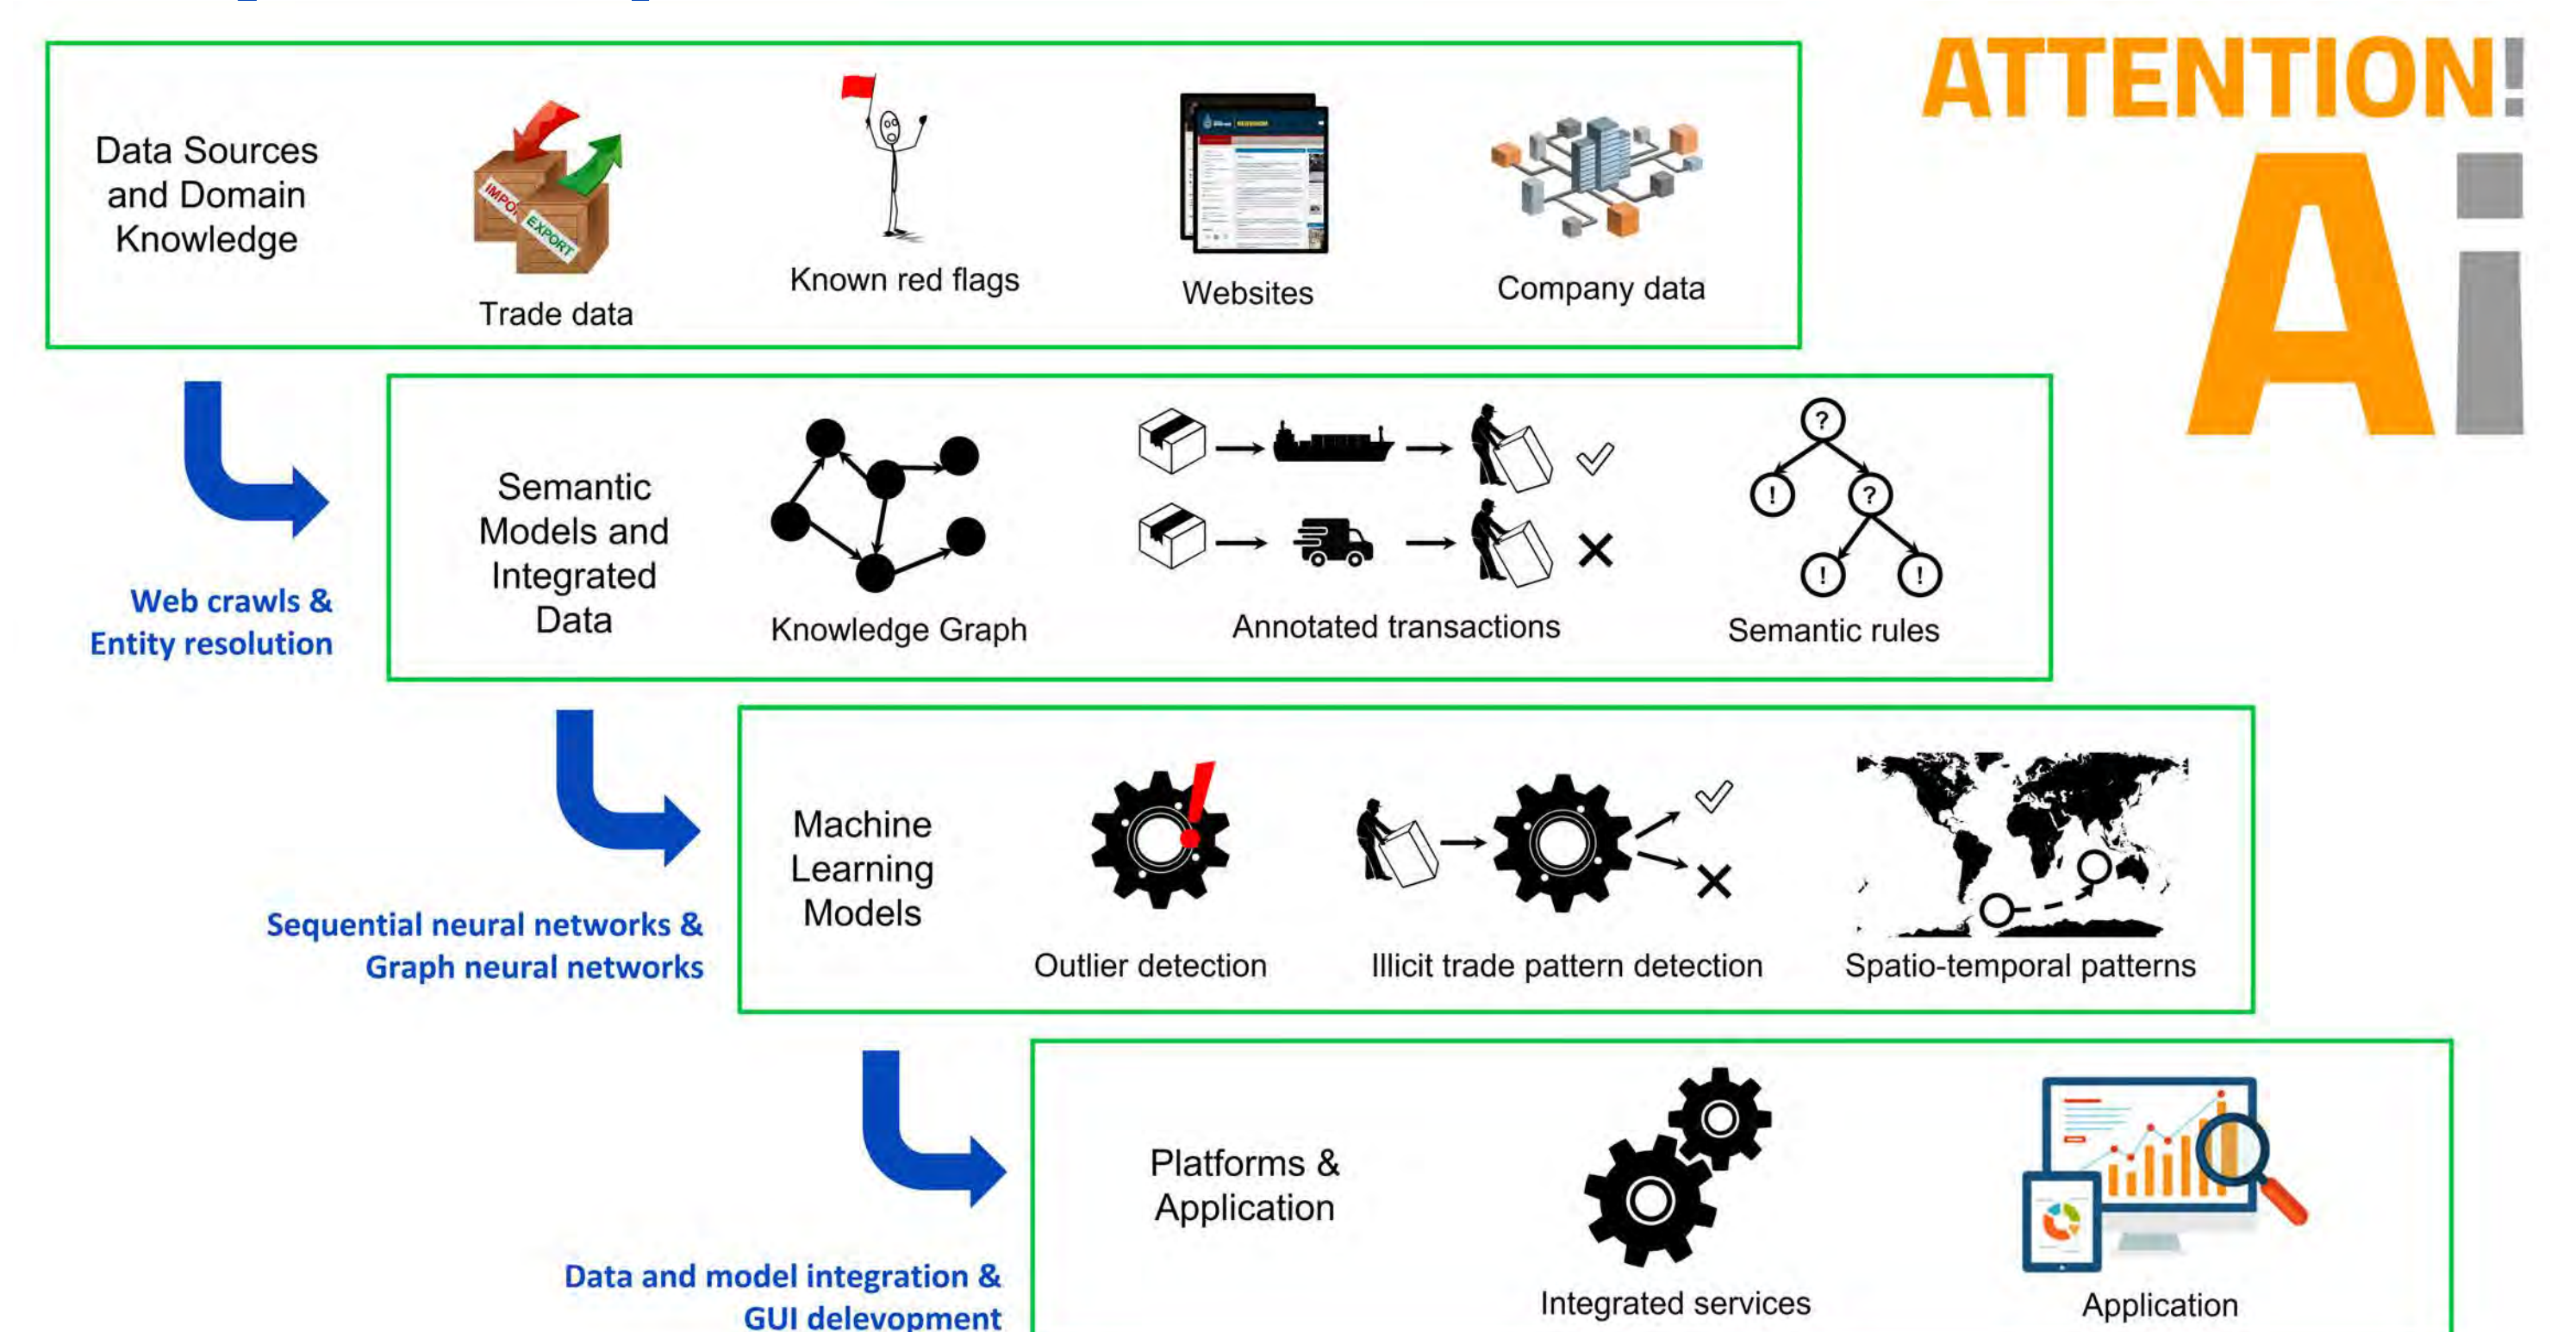 ATTENTION!
Ai
Data Sources
and Domain
Knowledge
IMPO
EXPORT
Trade data
Known red flags
Websites
Company data
Web crawls &
Entity resolution
Semantic
Models and
Integrated
Data
Knowledge Graph
?
!
?
!
!
Annotated transactions
Semantic rules
Sequential neural networks &
Graph neural networks
Machine
Learning
Models
Outlier detection
Illicit trade pattern detection
Spatio-temporal patterns
Data and model integration &
GUI delevopment
Platforms &
Application
Integrated services
Application